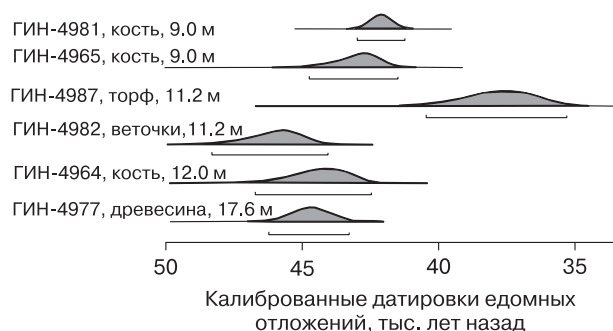 ГИН-4981, кость, 9.0 м
ГИН-4965, кость, 9.0 м
ГИН-4987, торф, 11.2 м
ГИН-4982, веточки,11.2 м
ГИН-4964, кость, 12.0 м
ГИН-4977, древесина, 17.6 м
50 45 40 35
Калиброванные датировки едомных
отложений, тыс. лет назад